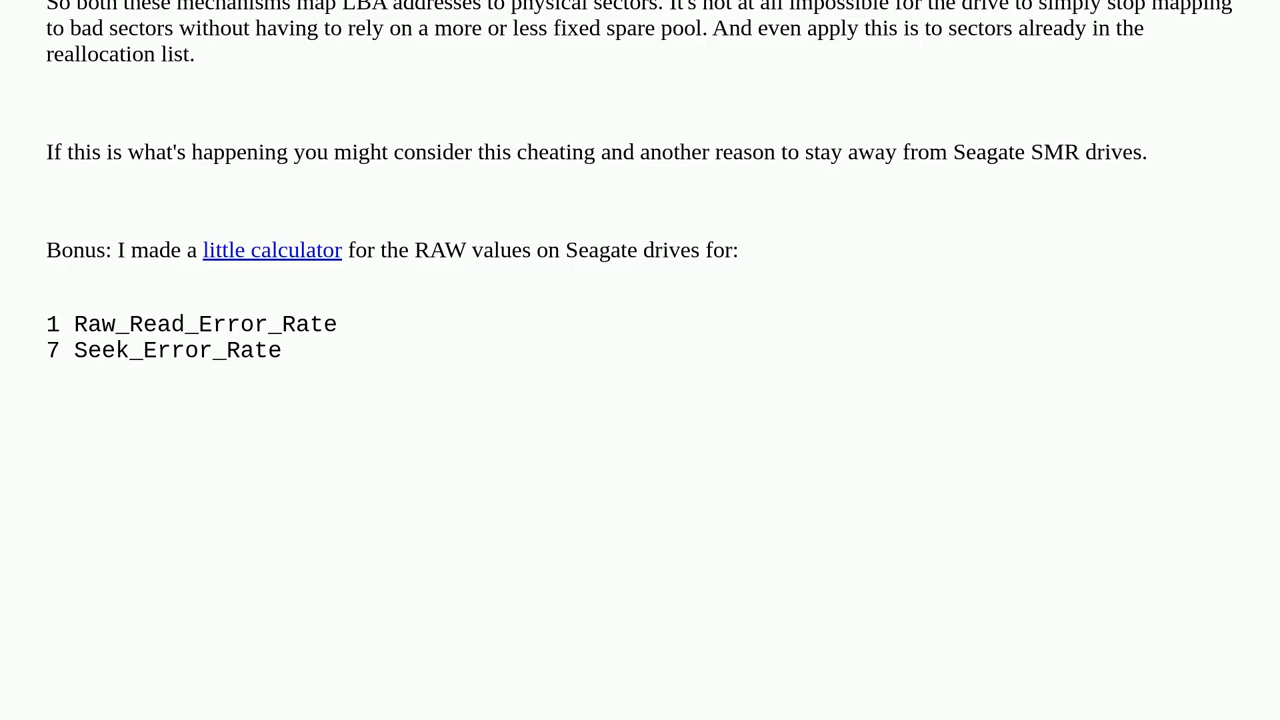 So both these mechanisms map LBA addresses to physical sectors. It's not at all impossible for the drive to simply stop mapping
to bad sectors without having to rely on a more or less fixed spare pool. And even apply this is to sectors already in the
reallocation list.
If this is what's happening you might consider this cheating and another reason to stay away from Seagate SMR drives.
Bonus: I made a little calculator for the RAW values on Seagate drives for:
1 Raw_Read_Error_Rate
7 Seek_Error_Rate